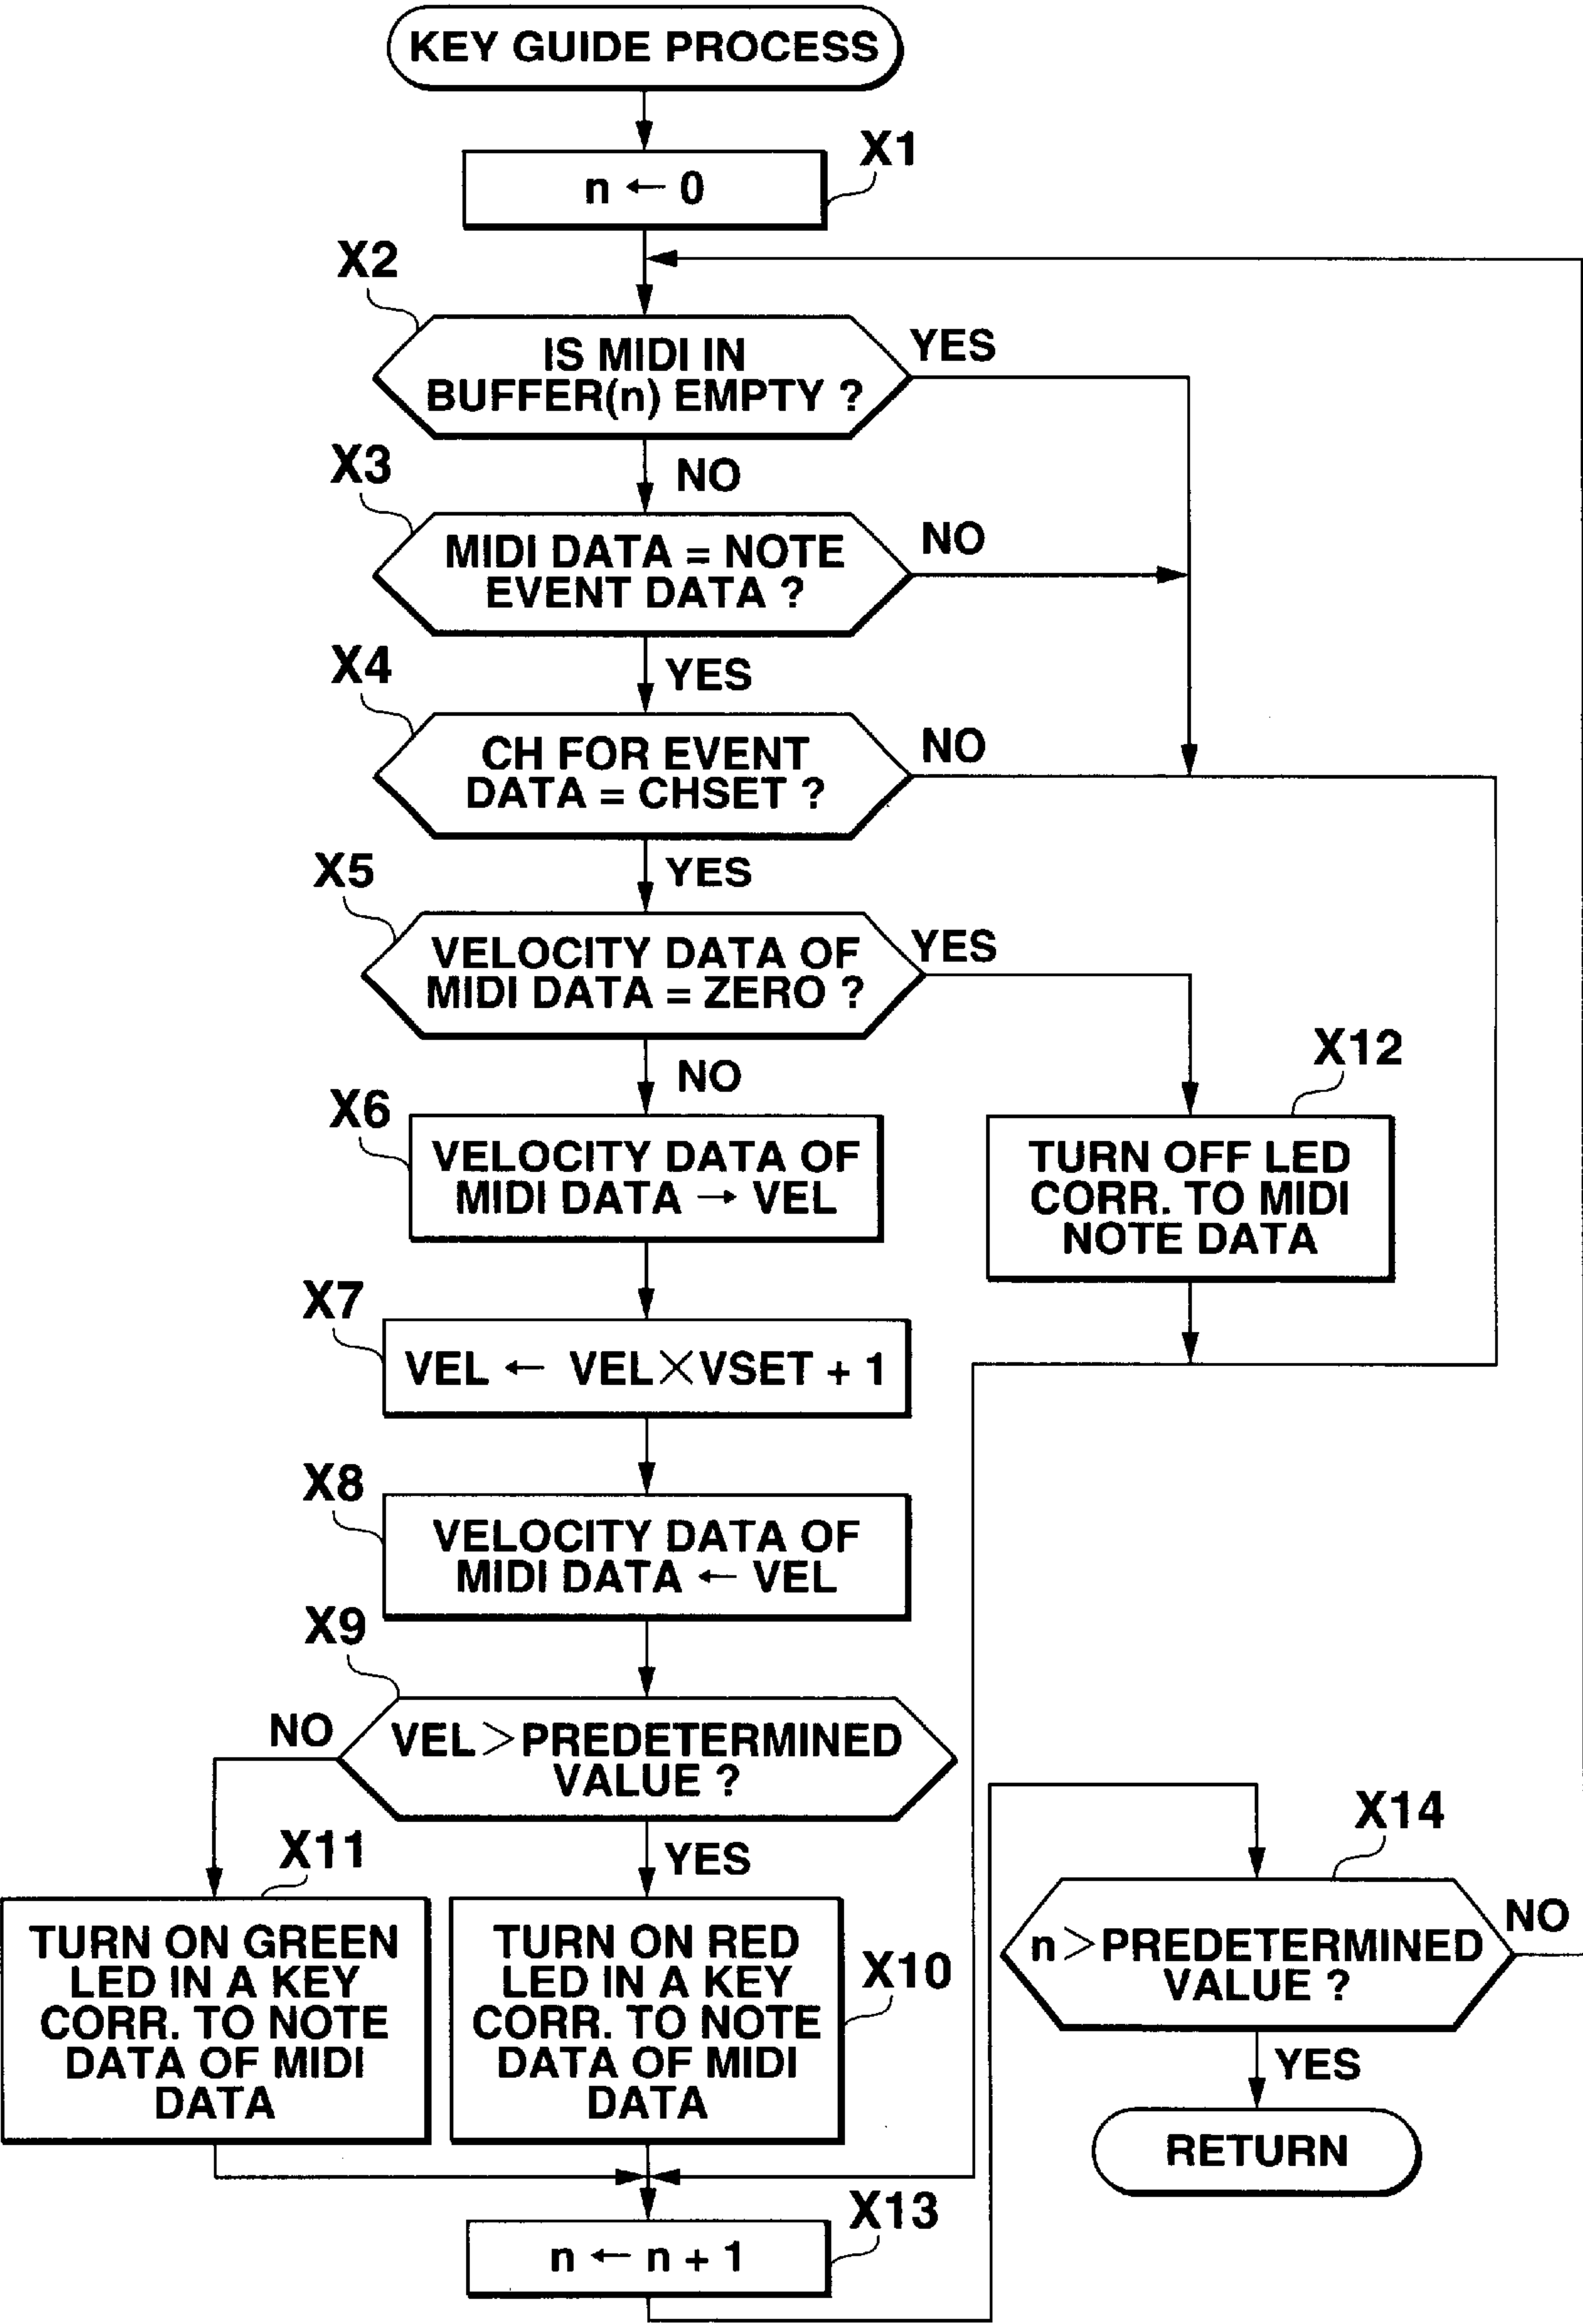 KEY GUIDE PROCESS
X1
n ← 0
X2
IS MIDI IN
BUFFER(n) EMPTY ?
YES
NO
X3
MIDI DATA = NOTE
EVENT DATA ?
NO
YES
X4
CH FOR EVENT
DATA = CHSET ?
NO
YES
X5
VELOCITY DATA OF
MIDI DATA = ZERO ?
YES
NO
X12
TURN OFF LED
CORR. TO MIDI
NOTE DATA
X6
VELOCITY DATA OF
MIDI DATA → VEL
X7
VEL ← VEL×VSET + 1
X8
VELOCITY DATA OF
MIDI DATA ← VEL
X9
VEL>PREDETERMINED
VALUE ?
NO
YES
X11
TURN ON GREEN
LED IN A KEY
CORR. TO NOTE
DATA OF MIDI
DATA
X10
TURN ON RED
LED IN A KEY
CORR. TO NOTE
DATA OF MIDI
DATA
X13
n ← n + 1
X14
n>PREDETERMINED
VALUE ?
NO
YES
RETURN